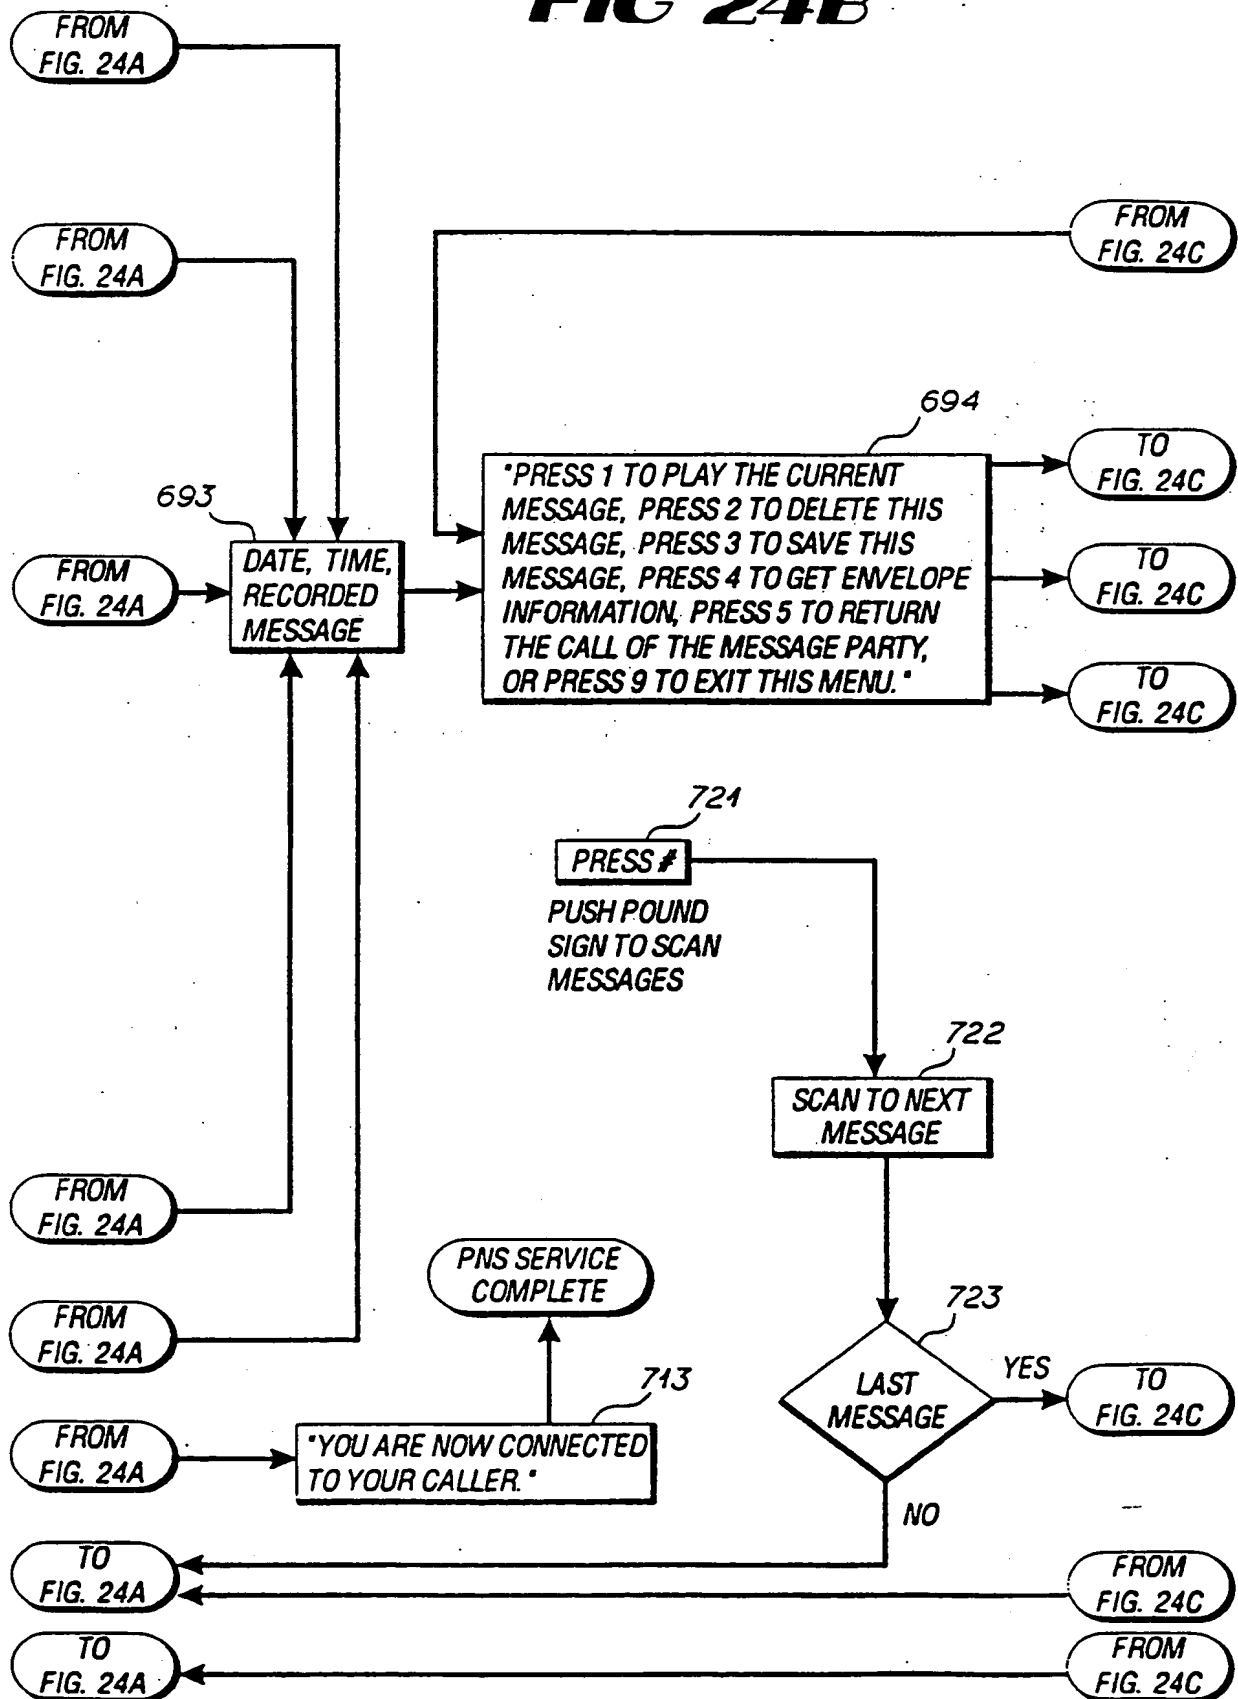 FIG 24B
FROM
FIG. 24A
FROM
FIG. 24A
FROM
FIG. 24C
694
"PRESS 1 TO PLAY THE CURRENT
MESSAGE, PRESS 2 TO DELETE THIS
MESSAGE, PRESS 3 TO SAVE THIS
MESSAGE, PRESS 4 TO GET ENVELOPE
INFORMATION, PRESS 5 TO RETURN
THE CALL OF THE MESSAGE PARTY,
OR PRESS 9 TO EXIT THIS MENU."
TO
FIG. 24C
TO
FIG. 24C
TO
FIG. 24C
693
FROM
FIG. 24A
DATE, TIME,
RECORDED
MESSAGE
721
PRESS #
PUSH POUND
SIGN TO SCAN
MESSAGES
722
SCAN TO NEXT
MESSAGE
FROM
FIG. 24A
PNS SERVICE
COMPLETE
723
LAST
MESSAGE
YES
TO
FIG. 24C
NO
FROM
FIG. 24A
713
FROM
FIG. 24A
"YOU ARE NOW CONNECTED
TO YOUR CALLER."
TO
FIG. 24A
FROM
FIG. 24C
TO
FIG. 24A
FROM
FIG. 24C